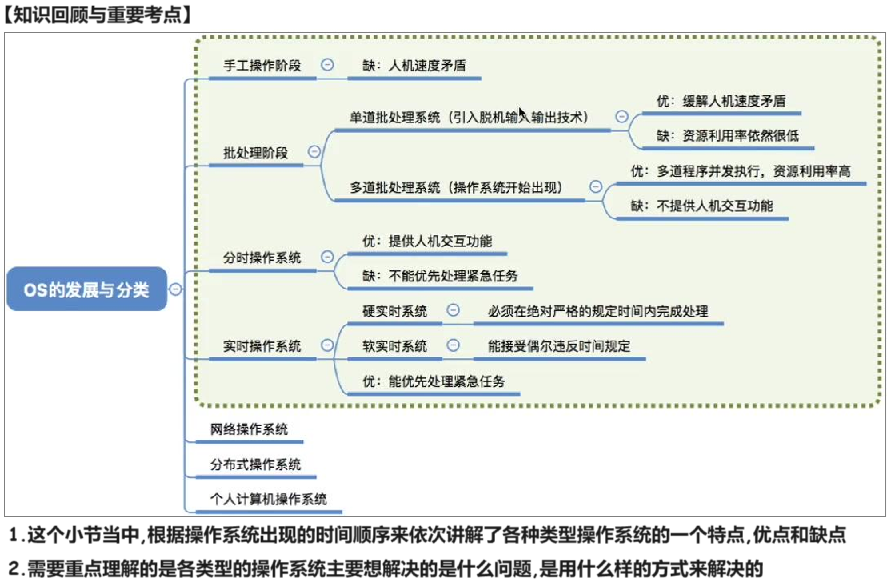 【知识回顾与重要考点】
手工操作阶段
缺：人机速度矛盾
单道批处理系统（引入脱机输入输出技术）
优：缓解人机速度矛盾
缺：资源利用率依然很低
批处理阶段
多道批处理系统（操作系统开始出现）
优：多道程序并发执行，资源利用率高
缺：不提供人机交互功能
分时操作系统
优：提供人机交互功能
缺：不能优先处理紧急任务
OS的发展与分类
硬实时系统
必须在绝对严格的规定时间内完成处理
实时操作系统
软实时系统
能接受偶尔违反时间规定
优：能优先处理紧急任务
网络操作系统
分布式操作系统
个人计算机操作系统
1.这个小节当中,根据操作系统出现的时间顺序来依次讲解了各种类型操作系统的一个特点,优点和缺点
2.需要重点理解的是各类型的操作系统主要想解决的是什么问题,是用什么样的方式来解决的